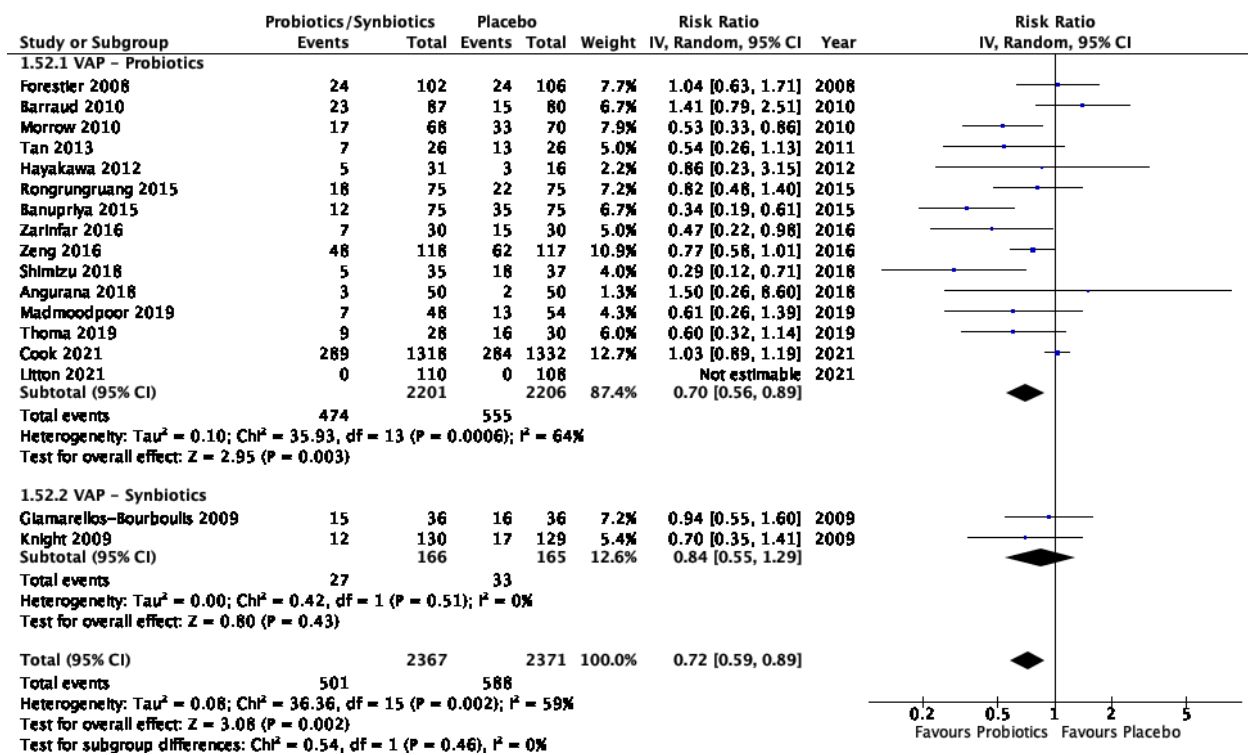 Probiotics/Synbiotics Placebo Risk Ratio Risk Ratio
Study or Subgroup Events Total Events Total Weight IV, Random, 95% CI Year IV, Random, 95% CI
1.52.1 VAP – Probiotics
Forestier 2008 24 102 24 106 7.7% 1.04 [0.63, 1.71] 2008
Barraud 2010 23 87 15 80 6.7% 1.41 [0.79, 2.51] 2010
Morrow 2010 17 68 33 70 7.9% 0.53 [0.33, 0.86] 2010
Tan 2013 7 26 13 26 5.0% 0.54 [0.26, 1.13] 2011
Hayakawa 2012 5 31 3 16 2.2% 0.86 [0.23, 3.15] 2012
Rongrungruang 2015 18 75 22 75 7.2% 0.82 [0.48, 1.40] 2015
Banupriya 2015 12 75 35 75 6.7% 0.34 [0.19, 0.61] 2015
Zarinfar 2016 7 30 15 30 5.0% 0.47 [0.22, 0.98] 2016
Zeng 2016 48 118 62 117 10.9% 0.77 [0.58, 1.01] 2016
Shimizu 2018 5 35 18 37 4.0% 0.29 [0.12, 0.71] 2018
Angurana 2018 3 50 2 50 1.3% 1.50 [0.26, 8.60] 2018
Madmoodpoor 2019 7 48 13 54 4.3% 0.61 [0.26, 1.39] 2019
Thoma 2019 9 28 16 30 6.0% 0.60 [0.32, 1.14] 2019
Cook 2021 289 1318 284 1332 12.7% 1.03 [0.89, 1.19] 2021
Litton 2021 0 110 0 108 Not estimable 2021
Subtotal (95% CI) 2201 2206 87.4% 0.70 [0.56, 0.89]
Total events 474 555
Heterogeneity: Tau² = 0.10; Chi² = 35.93, df = 13 (P = 0.0006); I² = 64%
Test for overall effect: Z = 2.95 (P = 0.003)
1.52.2 VAP – Synbiotics
Giamarellos–Bourboulis 2009 15 36 16 36 7.2% 0.94 [0.55, 1.60] 2009
Knight 2009 12 130 17 129 5.4% 0.70 [0.35, 1.41] 2009
Subtotal (95% CI) 166 165 12.6% 0.84 [0.55, 1.29]
Total events 27 33
Heterogeneity: Tau² = 0.00; Chi² = 0.42, df = 1 (P = 0.51); I² = 0%
Test for overall effect: Z = 0.80 (P = 0.43)
Total (95% CI) 2367 2371 100.0% 0.72 [0.59, 0.89]
Total events 501 588
Heterogeneity: Tau² = 0.08; Chi² = 36.36, df = 15 (P = 0.002); I² = 59%
Test for overall effect: Z = 3.08 (P = 0.002)
Test for subgroup differences: Chi² = 0.54, df = 1 (P = 0.46), I² = 0%
0.2 0.5 1 2 5
Favours Probiotics Favours Placebo